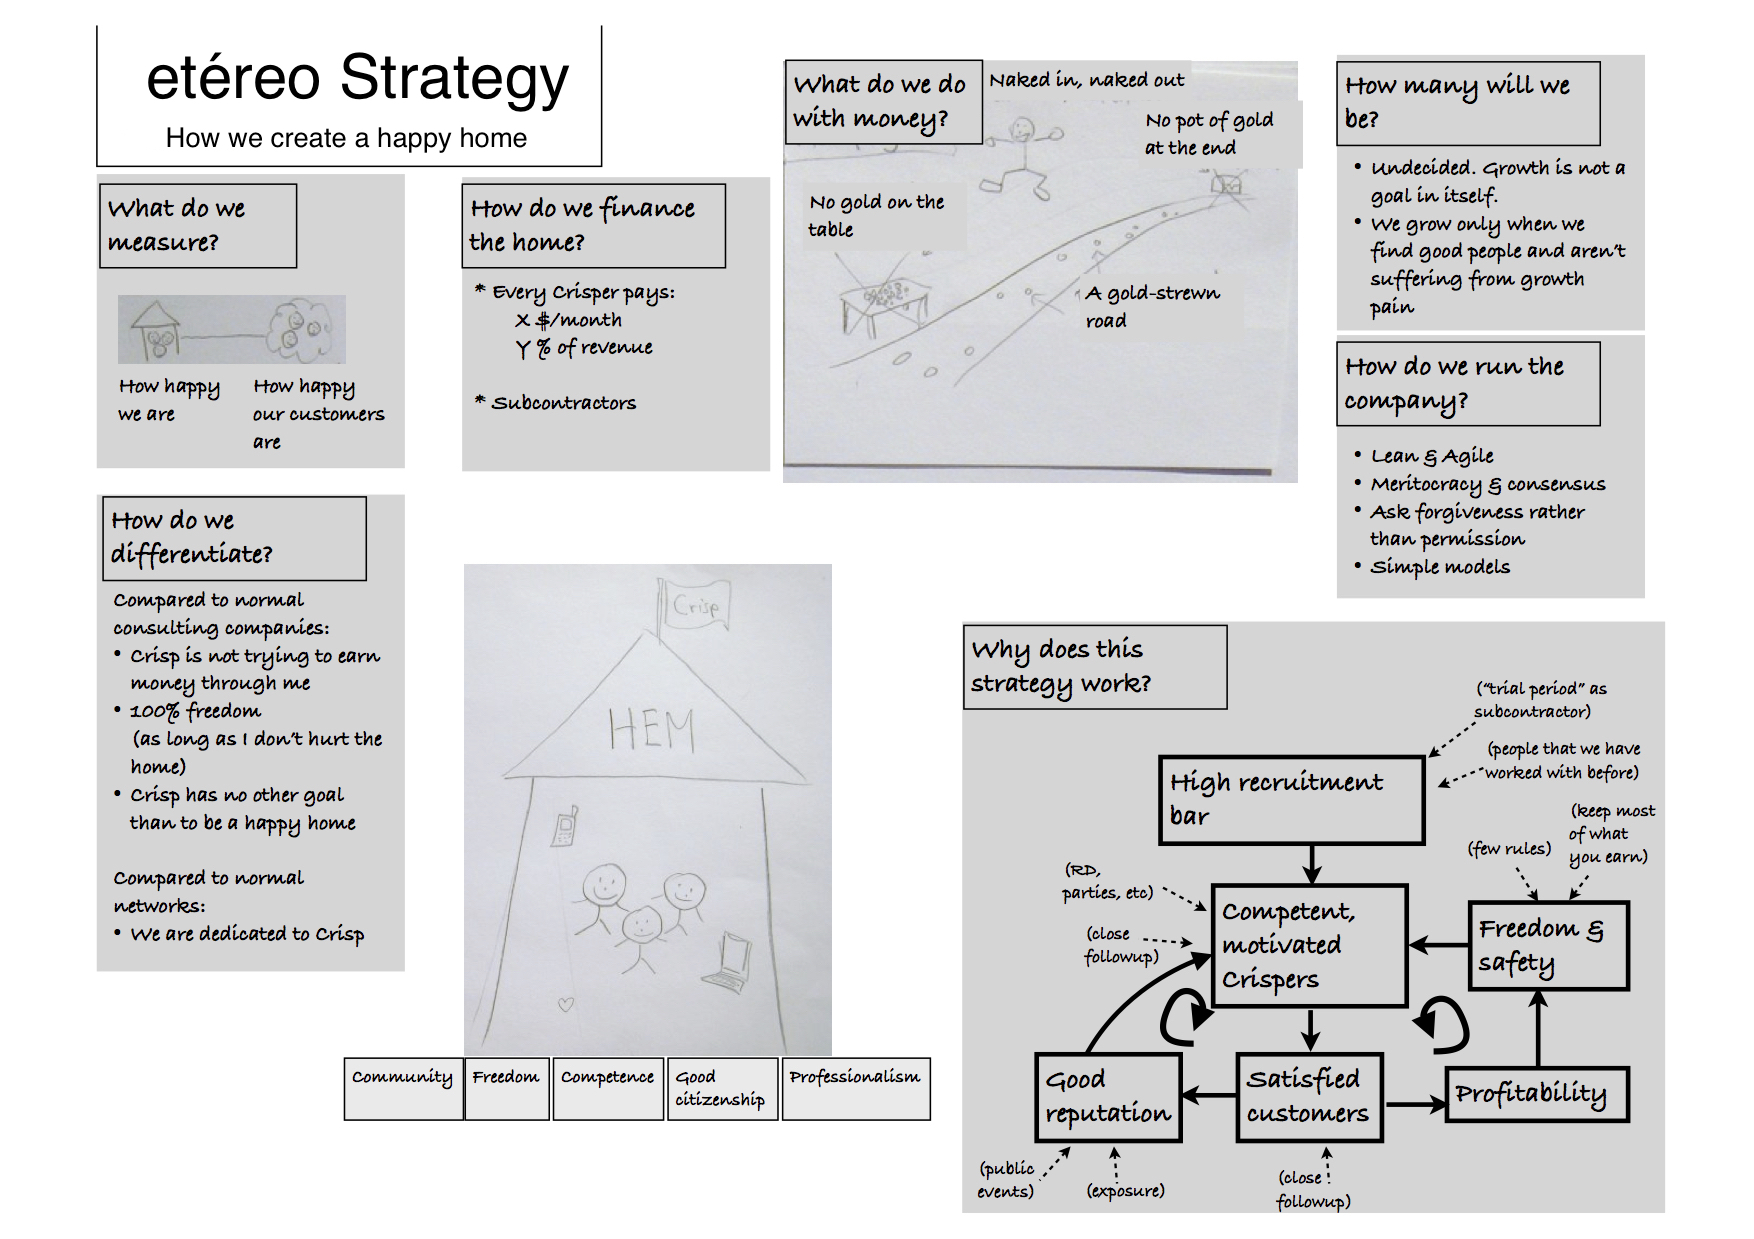 etéreo Strategy
How we create a happy home
What do we
measure?
How happy
we are
How happy
our customers
are
How do we finance
the home?
* Every Crisper pays:
X $/month
Y % of revenue
* Subcontractors
What do we do
with money?
Naked in, naked out
No pot of gold
at the end
No gold on the
table
A gold-strewn
road
How many will we
be?
• Undecided. Growth is not a
goal in itself.
• We grow only when we
find good people and aren't
suffering from growth
pain
How do we run the
company?
• Lean & Agile
• Meritocracy & consensus
• Ask forgiveness rather
than permission
• Simple models
How do we
differentiate?
Compared to normal
consulting companies:
• Crisp is not trying to earn
money through me
• 100% freedom
(as long as I don't hurt the
home)
• Crisp has no other goal
than to be a happy home
Compared to normal
networks:
• We are dedicated to Crisp
Crisp
HEM
Community
Freedom
Competence
Good
citizenship
Professionalism
Why does this
strategy work?
("trial period" as
subcontractor)
(people that we have
worked with before)
High recruitment
bar
(keep most
of what
you earn)
(few rules)
(RD,
parties, etc)
(close
followup)
Competent,
motivated
Crispers
Freedom &
safety
Good
reputation
Satisfied
customers
Profitability
(public
events)
(exposure)
(close
followup)